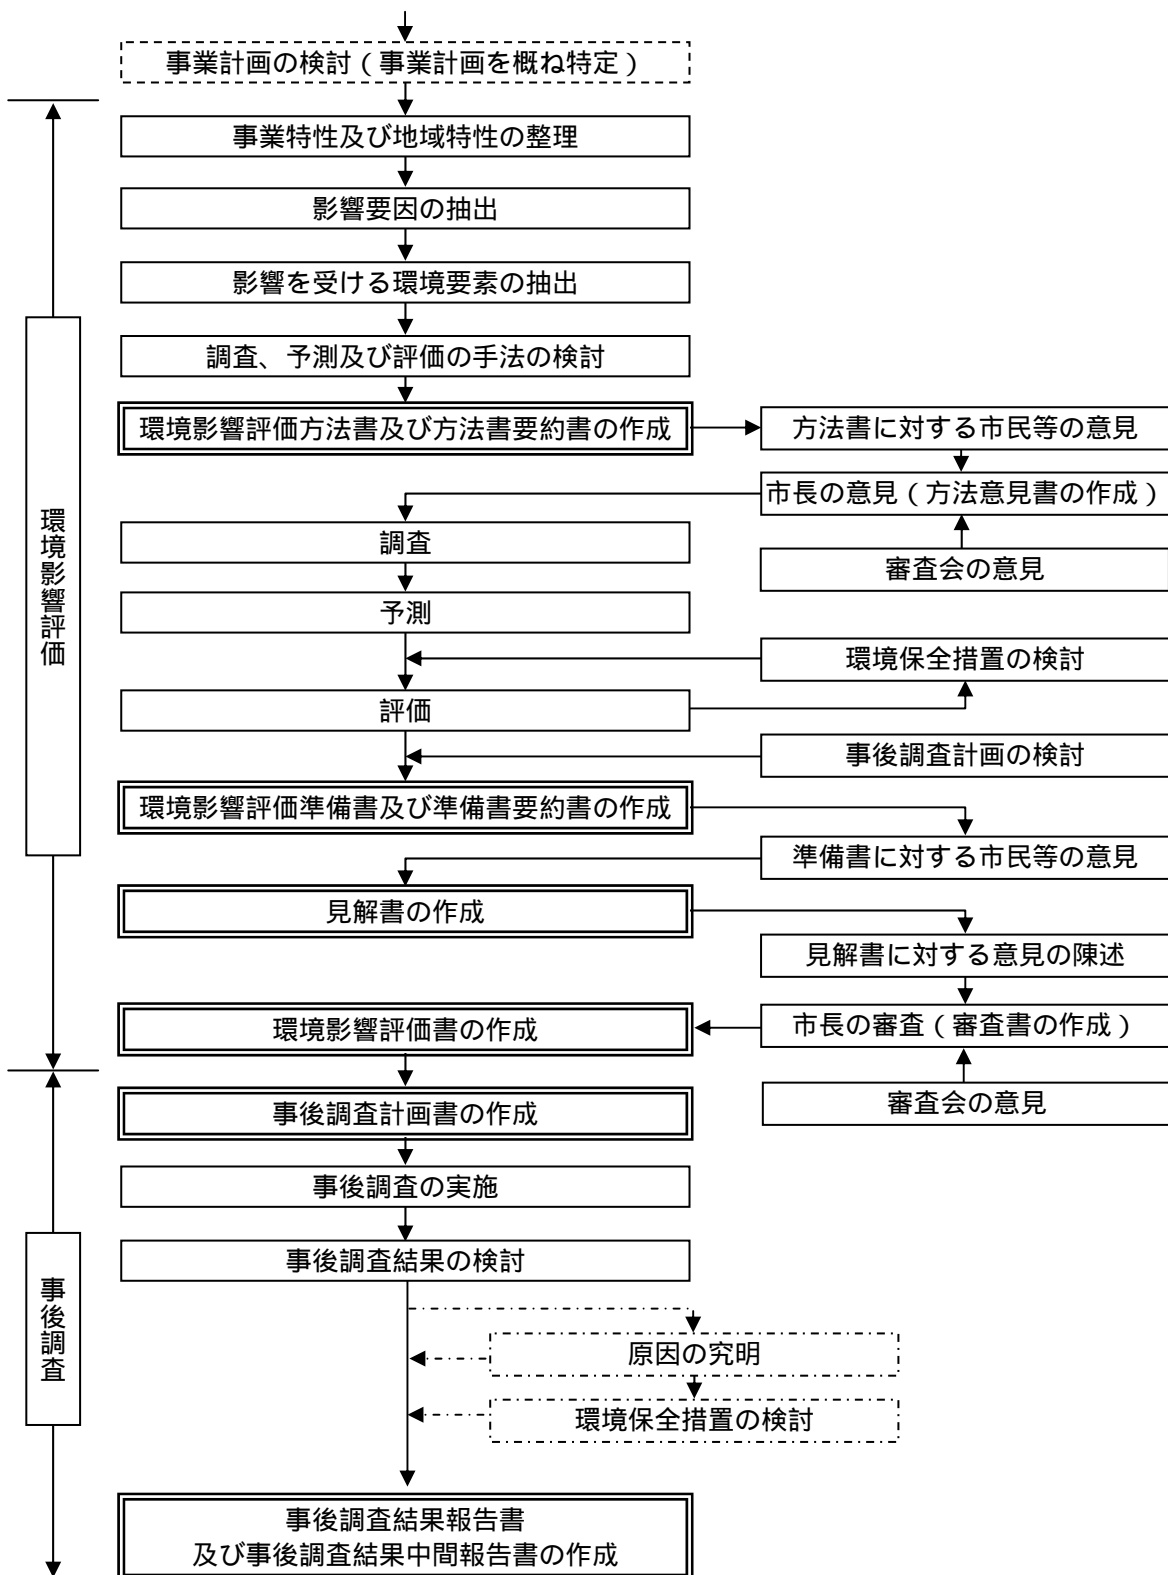 事業計画の検討（事業計画を概ね特定）
事業特性及び地域特性の整理
影響要因の抽出
影響を受ける環境要素の抽出
調査、予測及び評価の手法の検討
環境影響評価方法書及び方法書要約書の作成
方法書に対する市民等の意見
市長の意見（方法意見書の作成）
審査会の意見
調査
予測
環境保全措置の検討
評価
事後調査計画の検討
環境影響評価準備書及び準備書要約書の作成
準備書に対する市民等の意見
見解書の作成
見解書に対する意見の陳述
市長の審査（審査書の作成）
環境影響評価書の作成
審査会の意見
環境影響評価
事後調査計画書の作成
事後調査の実施
事後調査結果の検討
原因の究明
環境保全措置の検討
事後調査結果報告書
及び事後調査結果中間報告書の作成
事後調査